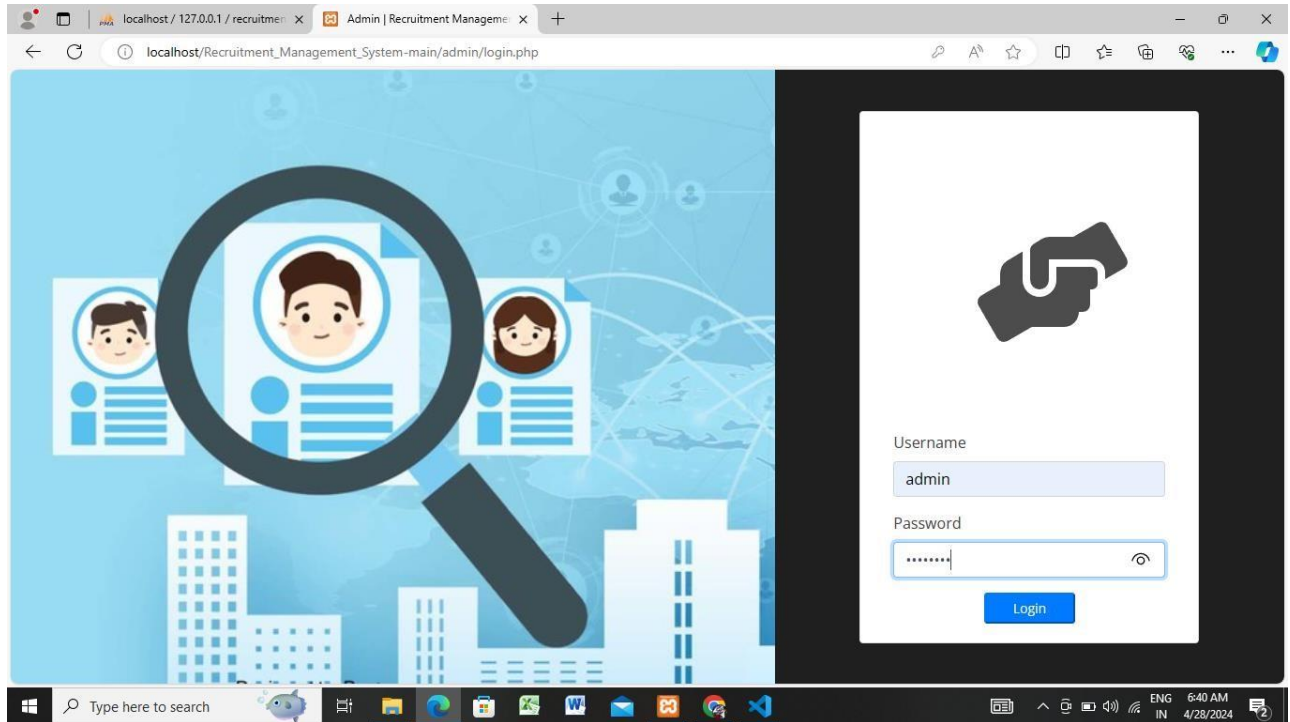 localhost / 127.0.0.1 / recruitmen
Admin | Recruitment Manageme
localhost/Recruitment_Management_System-main/admin/login.php
Username
admin
Password
Login
Type here to search
ENG
IN
6:40 AM
4/28/2024
2